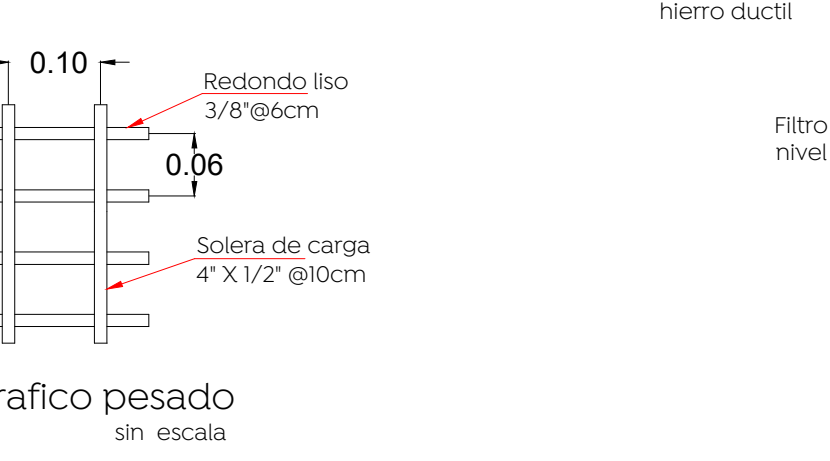 hierro ductil
0.10
Redondo liso
3/8"@6cm
Filtro
nivel
0.06
Solera de carga
4" X 1/2" @10cm
rafico pesado
sin escala